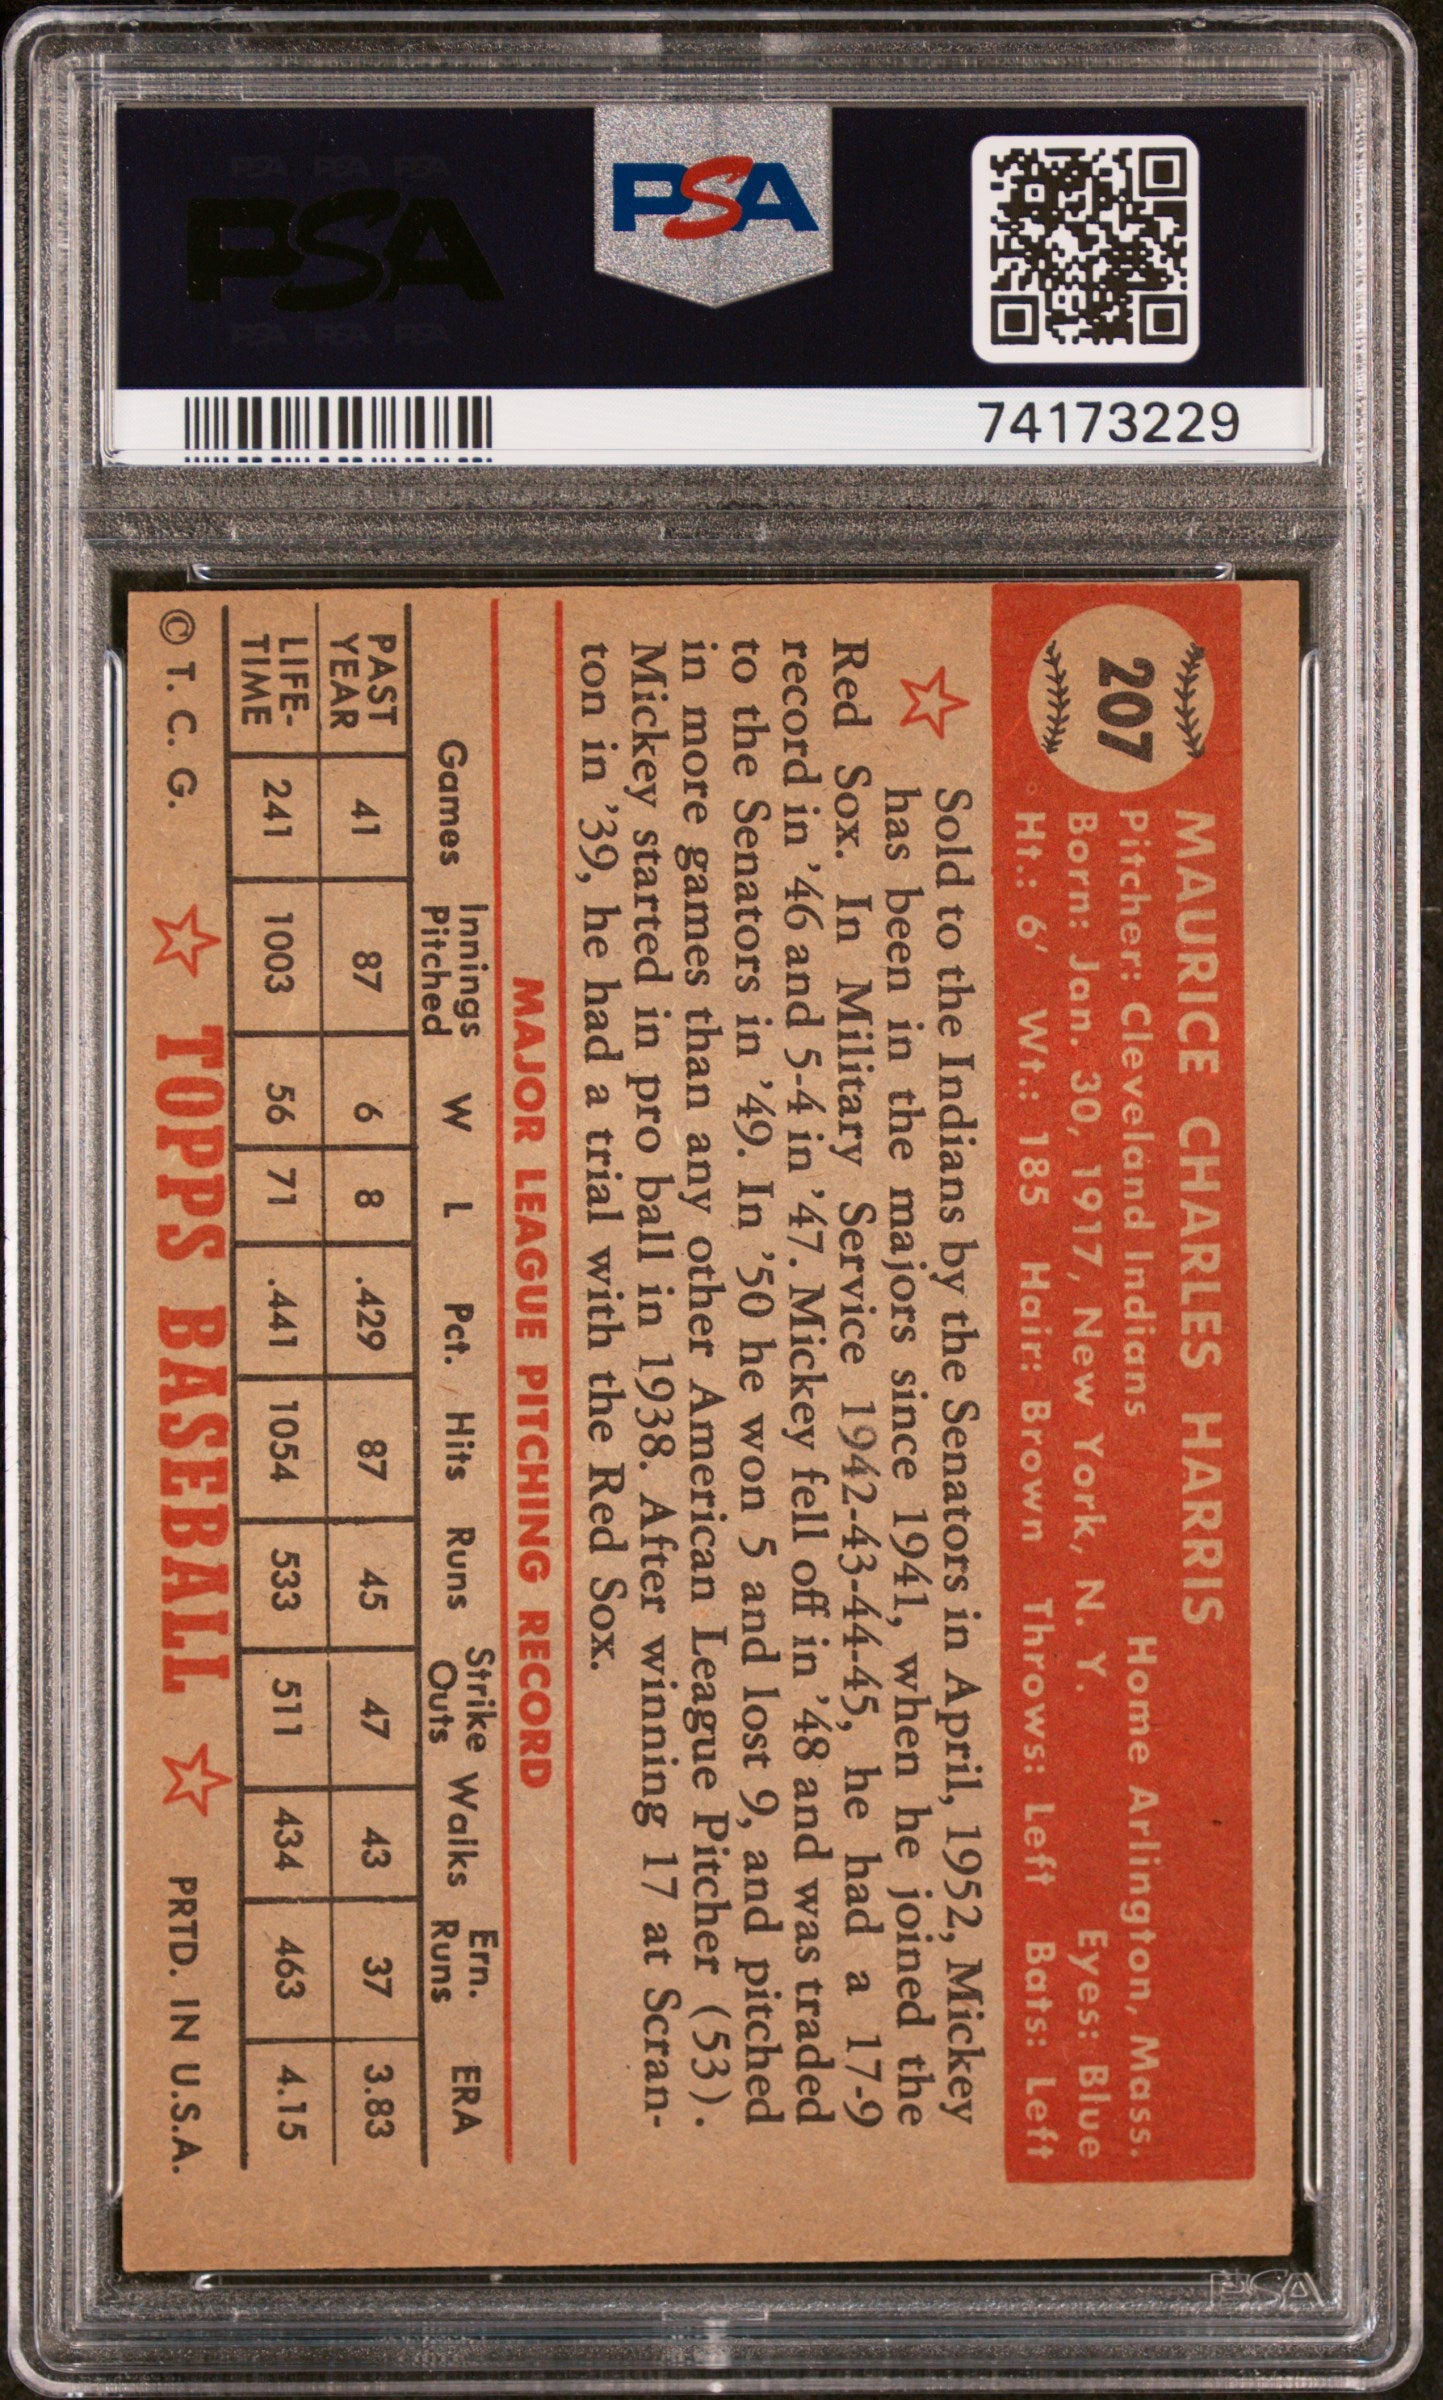 PSA PSA PSA
PSA
PSA PSA PSA
PSA
74173229
207
MAURICE CHARLES HARRIS
Pitcher: Cleveland Indians Home Arlington, Mass.
Born: Jan. 30, 1917, New York, N. Y. Eyes: Blue
Ht.: 6' Wt.: 185 Hair: Brown Throws: Left Bats: Left
Sold to the Indians by the Senators in April, 1952, Mickey
has been in the majors since 1941, when he joined the
Red Sox. In Military Service 1942-43-44-45, he had a 17-9
record in '46 and 5-4 in '47. Mickey fell off in '48 and was traded
to the Senators in '49. In '50 he won 5 and lost 9, and pitched
in more games than any other American League Pitcher (53).
Mickey started in pro ball in 1938. After winning 17 at Scran-
ton in '39, he had a trial with the Red Sox.
MAJOR LEAGUE PITCHING RECORD
Games Innings Pitched W L Pct. Hits Runs Strike Outs Walks Ern. Runs ERA
PAST YEAR 41 87 6 8 .429 87 45 47 43 37 3.83
LIFE-TIME 241 1003 56 71 .441 1054 533 511 434 463 4.15
© T. C. G. TOPPS BASEBALL PRTD. IN U.S.A.
PSA